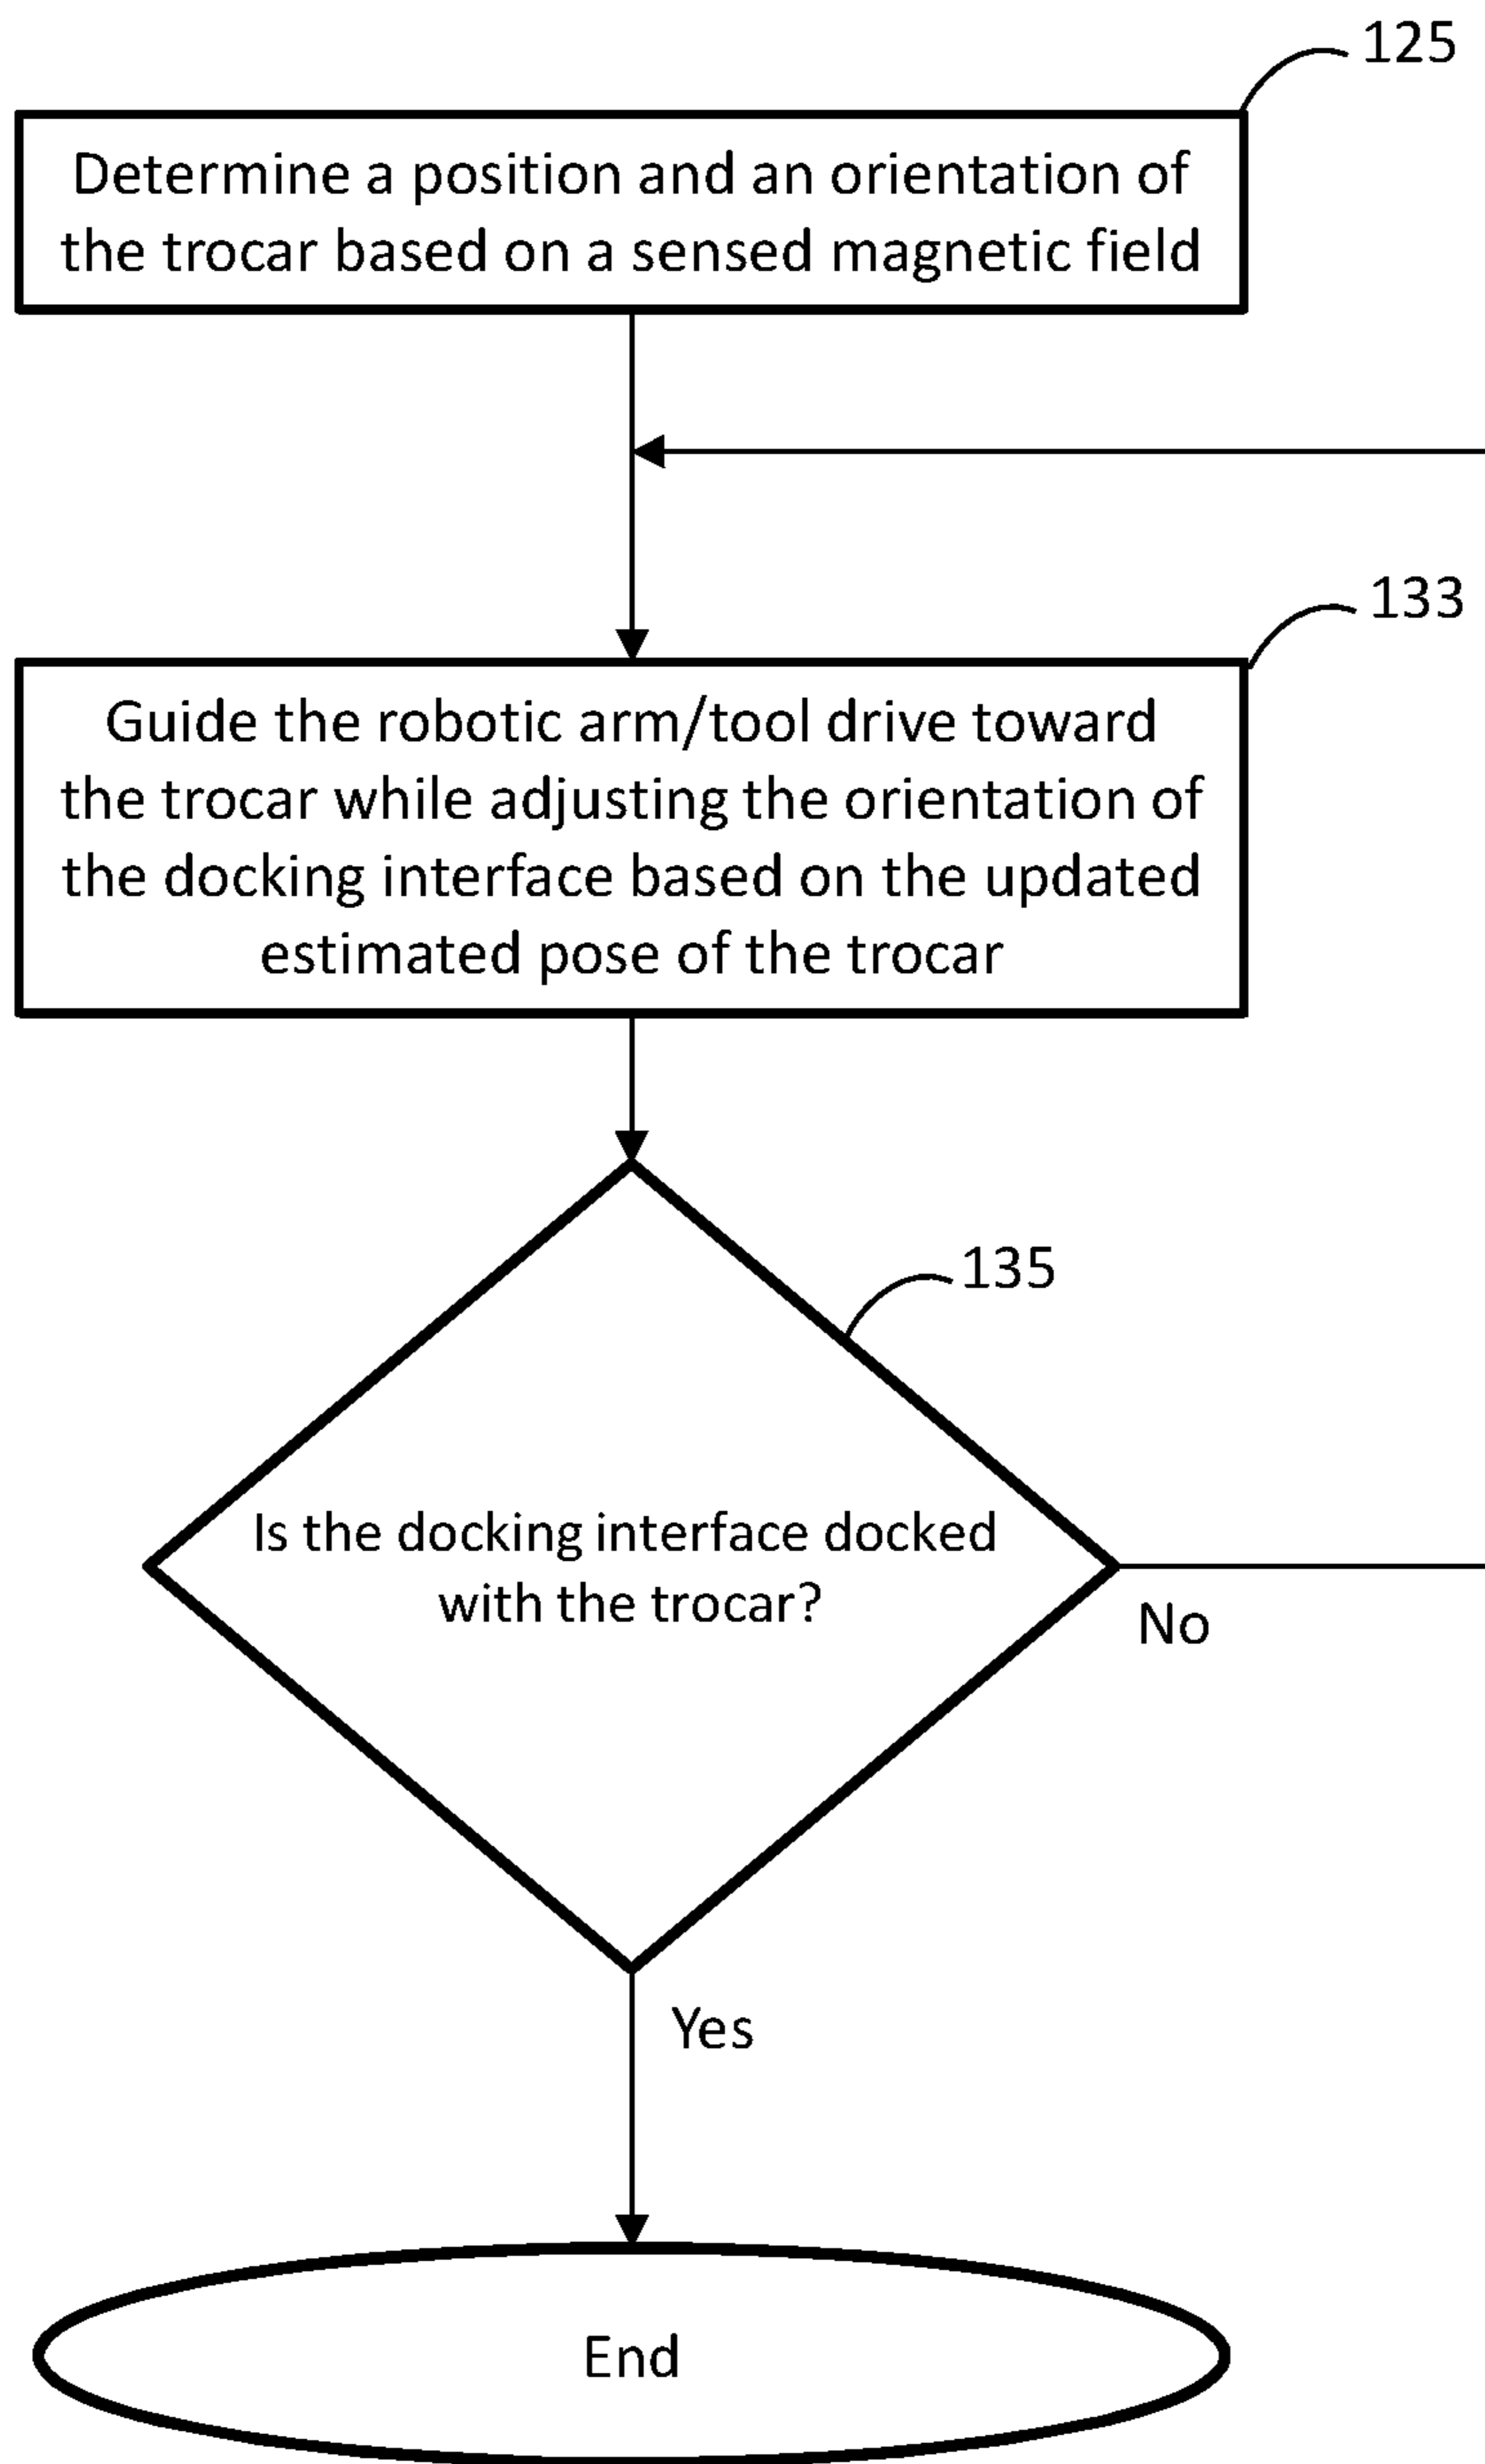 125
Determine a position and an orientation of
the trocar based on a sensed magnetic field
133
Guide the robotic arm/tool drive toward
the trocar while adjusting the orientation of
the docking interface based on the updated
estimated pose of the trocar
135
Is the docking interface docked
with the trocar?
No
Yes
End